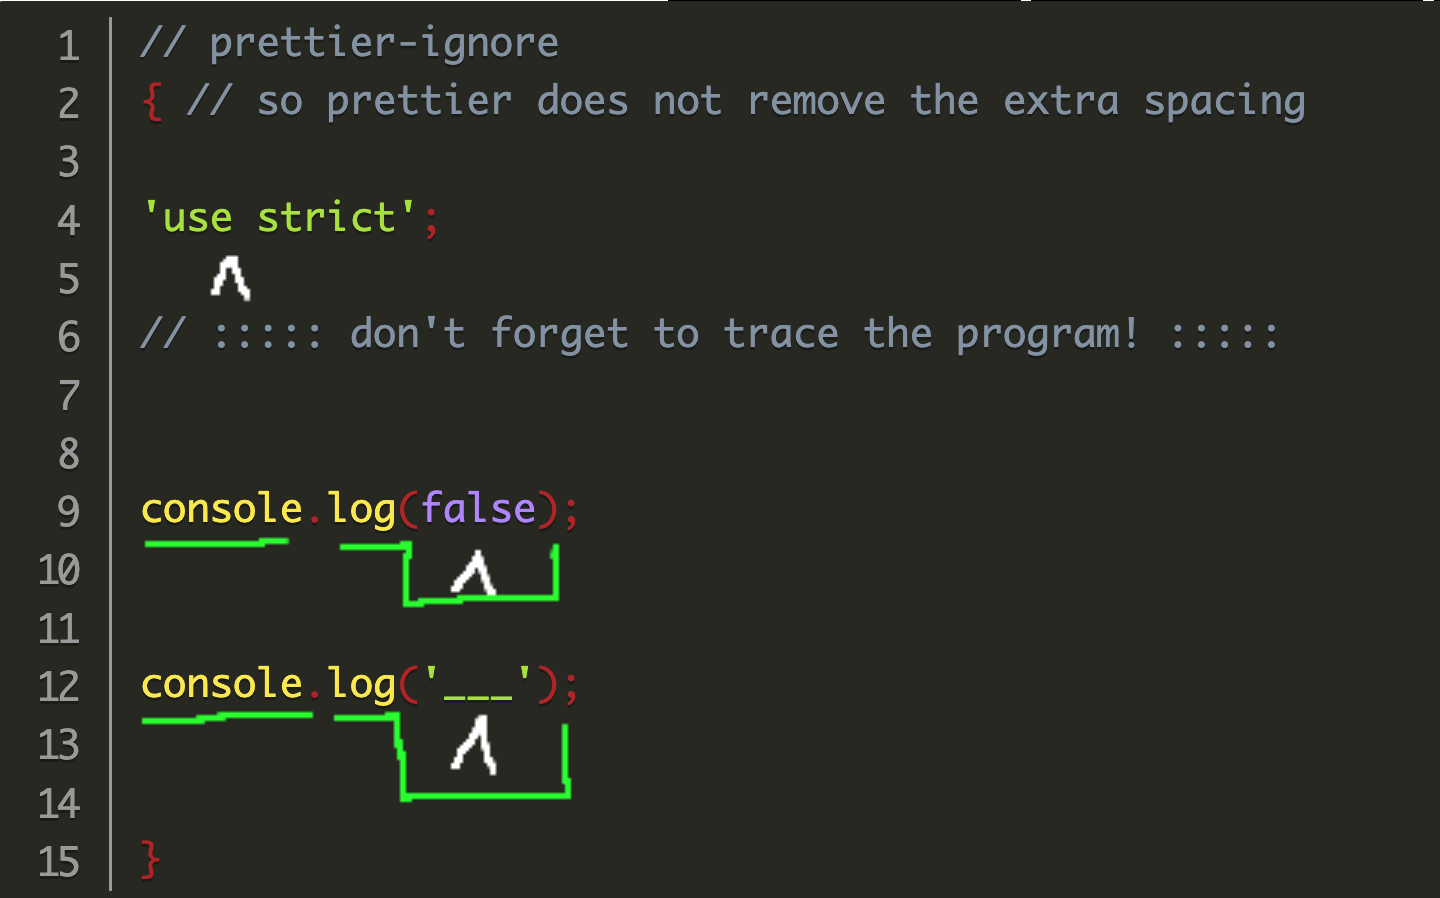 1 // prettier-ignore
2 { // so prettier does not remove the extra spacing
3
4 'use strict';
5
6 // ::::: don't forget to trace the program! :::::
7
8
9 console.log(false);
10
11
12 console.log('___');
13
14
15 }